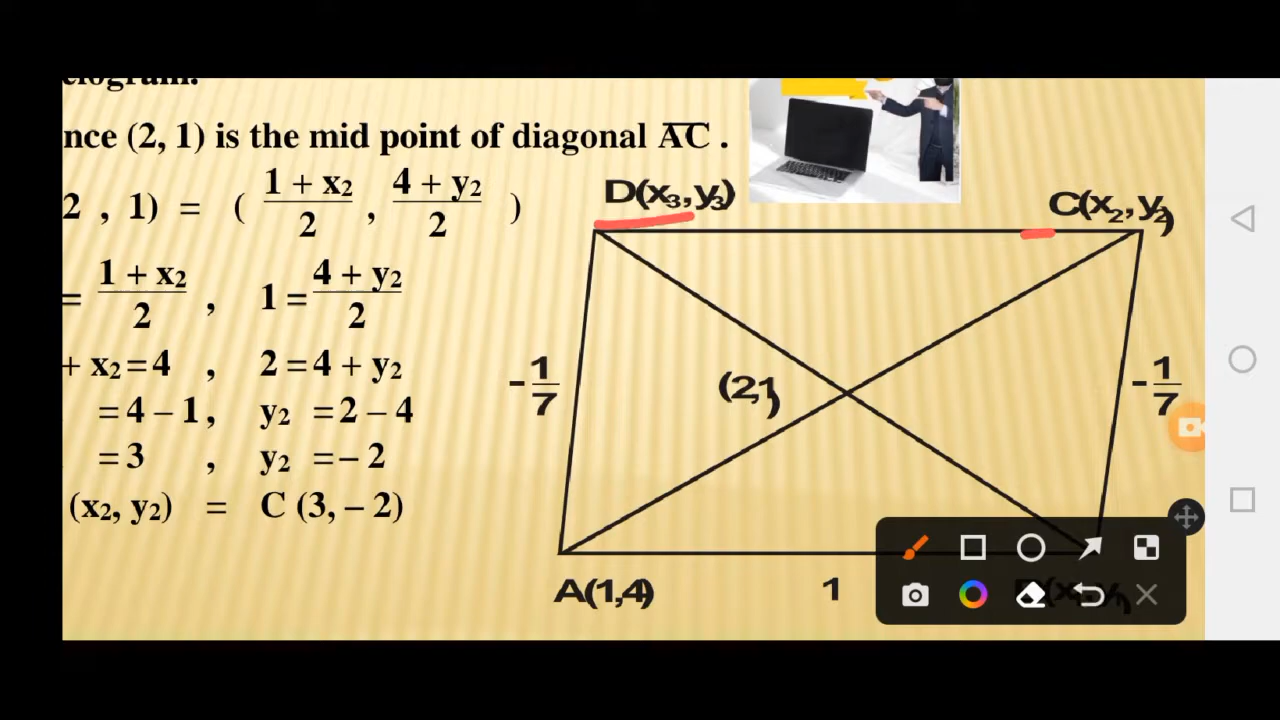 elogram.
nce (2, 1) is the mid point of diagonal AC .
2 , 1) = ( 1 + x₂ / 2 , 4 + y₂ / 2 )
= 1 + x₂ / 2 , 1 = 4 + y₂ / 2
+ x₂ = 4 , 2 = 4 + y₂
= 4 – 1 , y₂ = 2 – 4
= 3 , y₂ = – 2
(x₂, y₂) = C (3, – 2)
D(x₃,y₃)
C(x₂,y₂)
-1/7
(2,1)
-1/7
A(1,4)
1